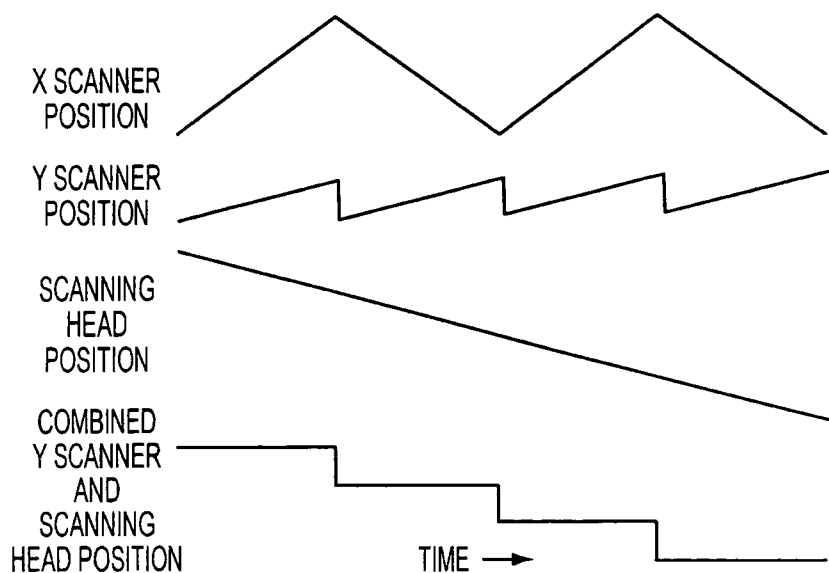 X SCANNER
POSITION
Y SCANNER
POSITION
SCANNING
HEAD
POSITION
COMBINED
Y SCANNER
AND
SCANNING
HEAD POSITION
TIME →